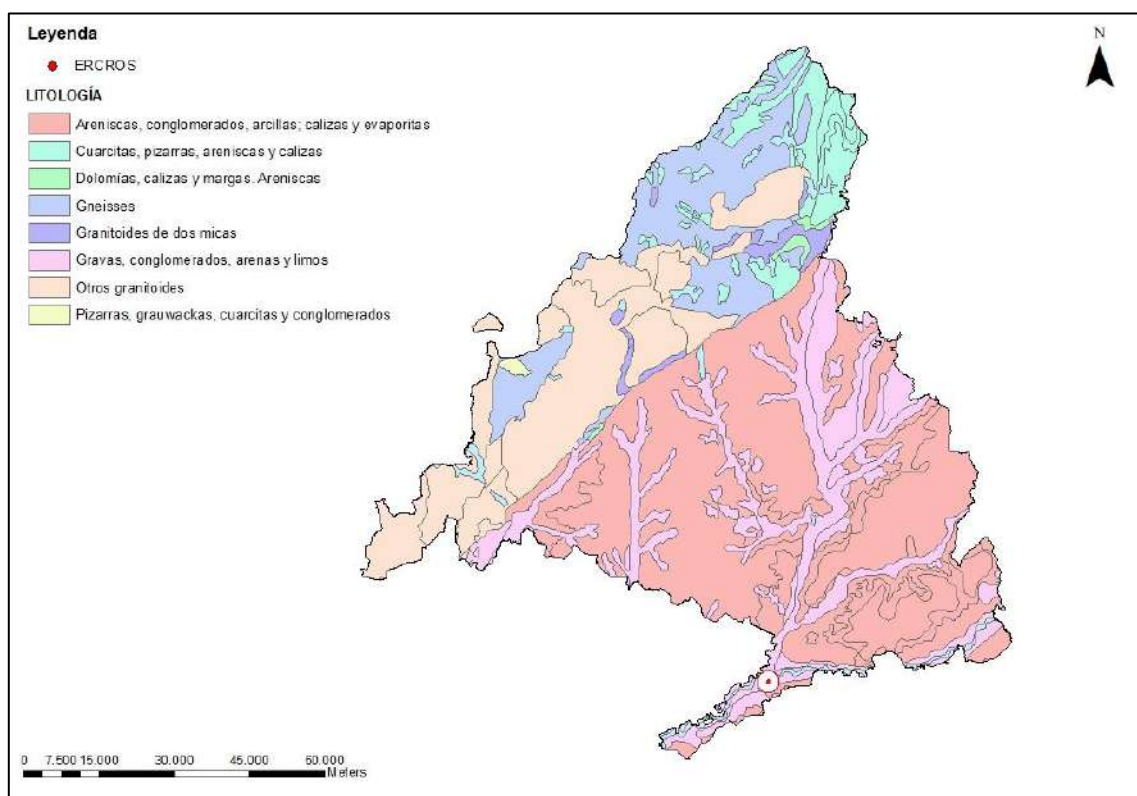 Leyenda
ERCROS
LITOLOGÍA
Areniscas, conglomerados, arcillas; calizas y evaporitas
Cuarcitas, pizarras, areniscas y calizas
Dolomías, calizas y margas. Areniscas
Gneisses
Granitoides de dos micas
Gravas, conglomerados, arenas y limos
Otros granitoides
Pizarras, grauwackas, cuarcitas y conglomerados
N
0 7.500 15.000 30.000 45.000 60.000
Meters